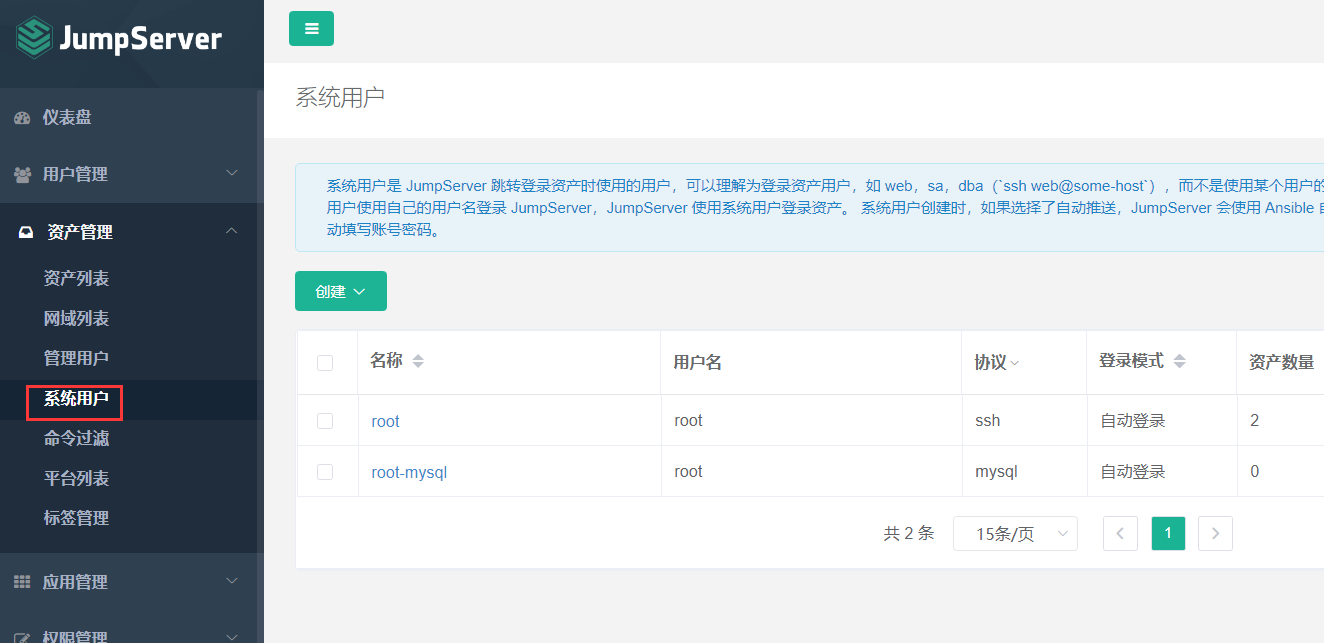 JumpServer
仪表盘
用户管理
资产管理
资产列表
网域列表
管理用户
系统用户
命令过滤
平台列表
标签管理
应用管理
权限管理
系统用户
系统用户是 JumpServer 跳转登录资产时使用的用户，可以理解为登录资产用户，如 web，sa，dba（`ssh web@some-host`），而不是使用某个用户的
用户使用自己的用户名登录 JumpServer，JumpServer 使用系统用户登录资产。 系统用户创建时，如果选择了自动推送，JumpServer 会使用 Ansible 自
动填写账号密码。
创建
名称 用户名 协议 登录模式 资产数量
root root ssh 自动登录 2
root-mysql root mysql 自动登录 0
共 2 条 15条/页 1